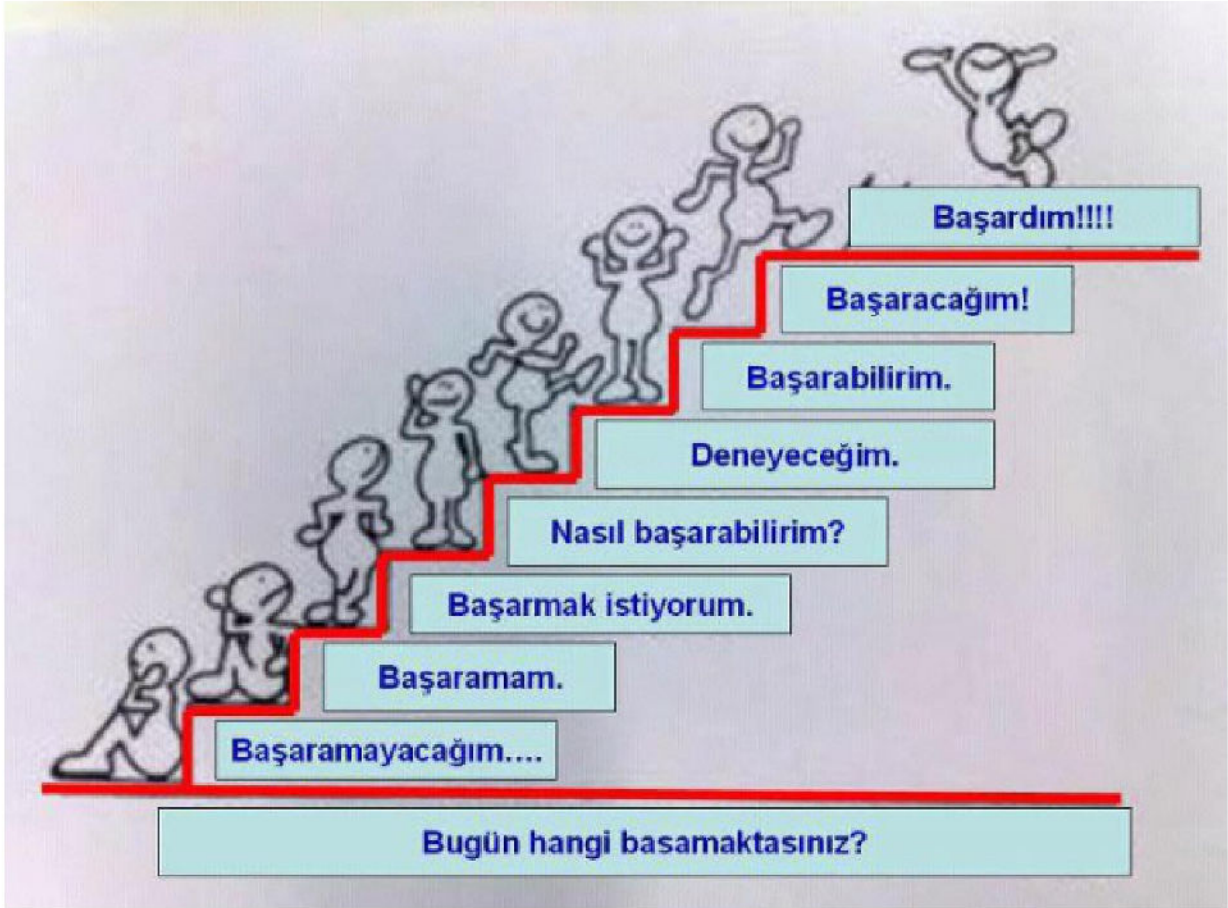 Başardım!!!!
Başaracağım!
Başarabilirim.
Deneyeceğim.
Nasıl başarabilirim?
Başarmak istiyorum.
Başaramam.
Başaramayacağım....
Bugün hangi basamaktasınız?